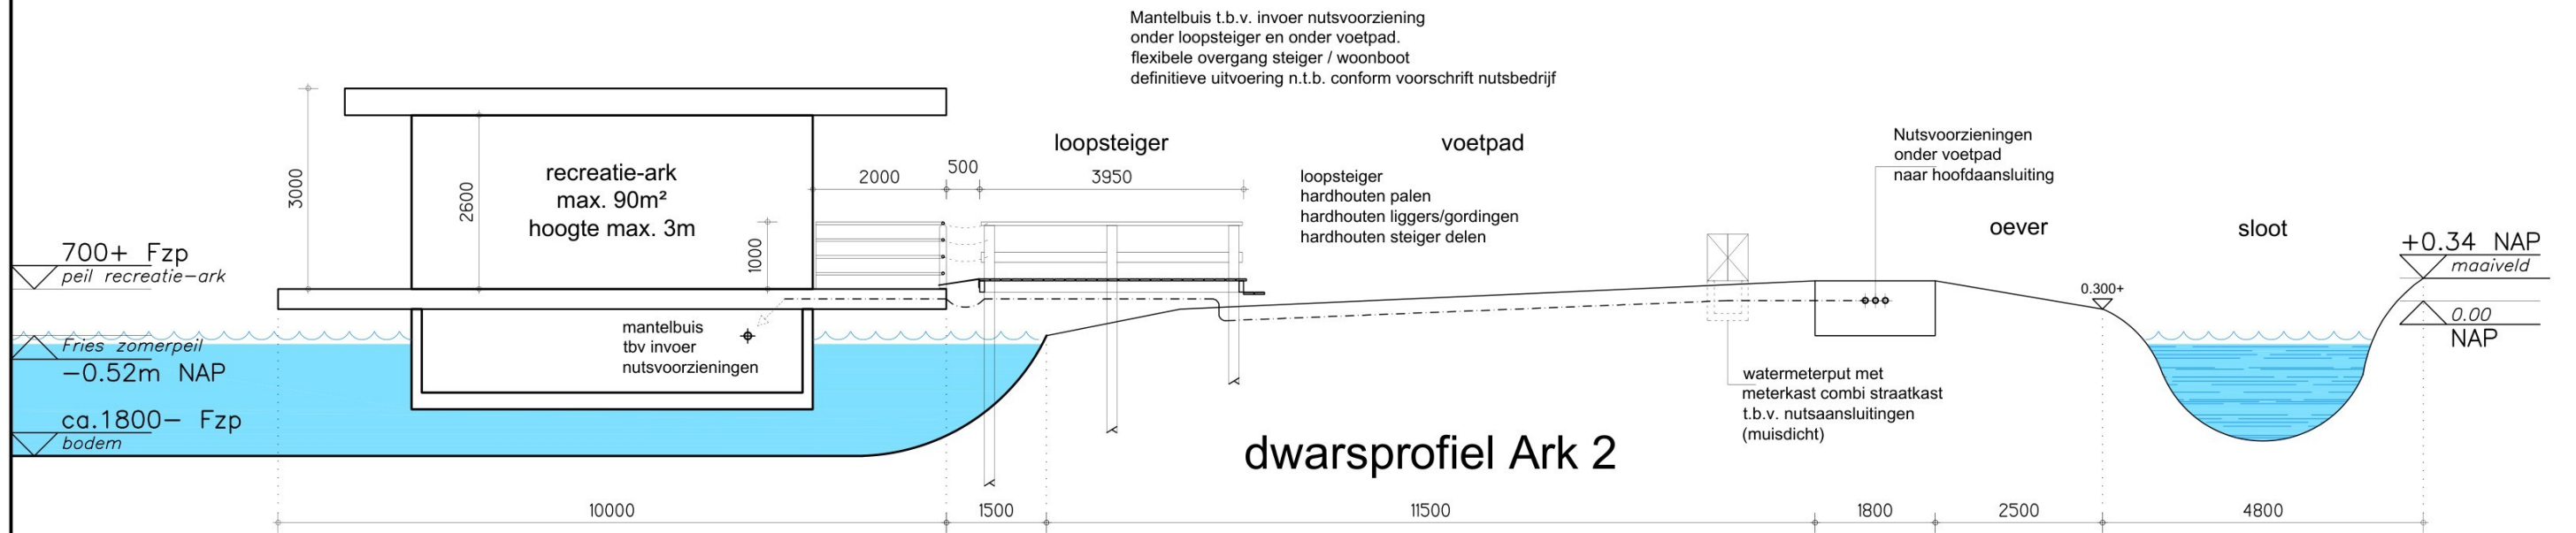 Mantelbuis t.b.v. invoer nutsvoorziening
onder loopsteiger en onder voetpad.
flexibele overgang steiger / woonboot
definitieve uitvoering n.t.b. conform voorschrift nutsbedrijf
loopsteiger
voetpad
Nutsvoorzieningen
onder voetpad
naar hoofdaansluiting
3000
2600
recreatie-ark
max. 90m²
hoogte max. 3m
2000
500
3950
1000
loopsteiger
hardhouten palen
hardhouten liggers/gordingen
hardhouten steiger delen
oever
sloot
700+ Fzp
peil recreatie-ark
+0.34 NAP
maaiveld
0.300+
0.00
NAP
Fries zomerpeil
-0.52m NAP
ca.1800- Fzp
bodem
mantelbuis
tbv invoer
nutsvoorzieningen
watermeterput met
meterkast combi straatkast
t.b.v. nutsaansluitingen
(muisdicht)
dwarsprofiel Ark 2
10000
1500
11500
1800
2500
4800